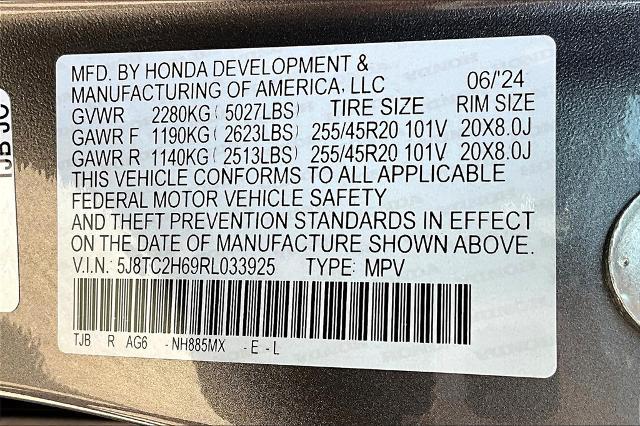 MFD. BY HONDA DEVELOPMENT &
MANUFACTURING OF AMERICA, LLC 06/'24
GVWR 2280KG ( 5027LBS) TIRE SIZE RIM SIZE
GAWR F 1190KG ( 2623LBS) 255/45R20 101V 20X8.0J
GAWR R 1140KG ( 2513LBS) 255/45R20 101V 20X8.0J
THIS VEHICLE CONFORMS TO ALL APPLICABLE
FEDERAL MOTOR VEHICLE SAFETY
AND THEFT PREVENTION STANDARDS IN EFFECT
ON THE DATE OF MANUFACTURE SHOWN ABOVE.
V.I.N: 5J8TC2H69RL033925 TYPE: MPV
TJB R AG6 -NH885MX -E-L